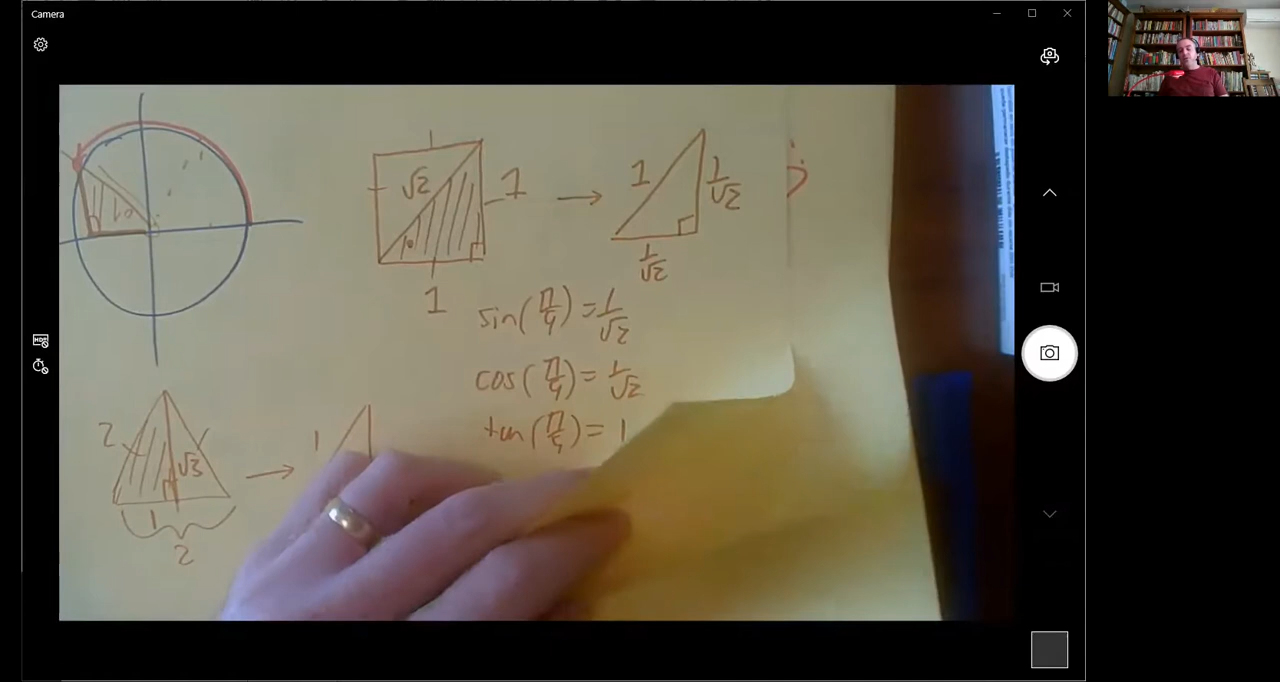 Camera
√2
1
1
1
1/√2
1/√2
sin(π/4) = 1/√2
cos(π/4) = 1/√2
tan(π/4) = 1
2
√3
1
2
1